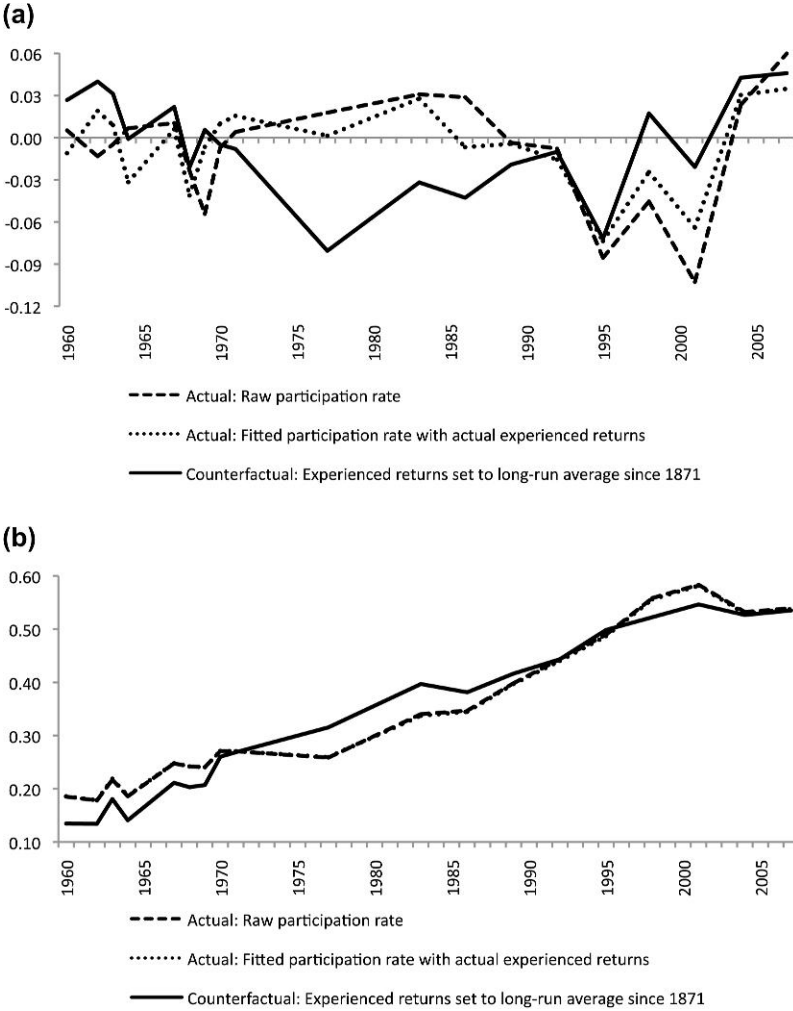 (a)
0.06
0.03
0.00
-0.03
-0.06
-0.09
-0.12
1960 1965 1970 1975 1980 1985 1990 1995 2000 2005
Actual: Raw participation rate
Actual: Fitted participation rate with actual experienced returns
Counterfactual: Experienced returns set to long-run average since 1871
(b)
0.60
0.50
0.40
0.30
0.20
0.10
1960 1965 1970 1975 1980 1985 1990 1995 2000 2005
Actual: Raw participation rate
Actual: Fitted participation rate with actual experienced returns
Counterfactual: Experienced returns set to long-run average since 1871